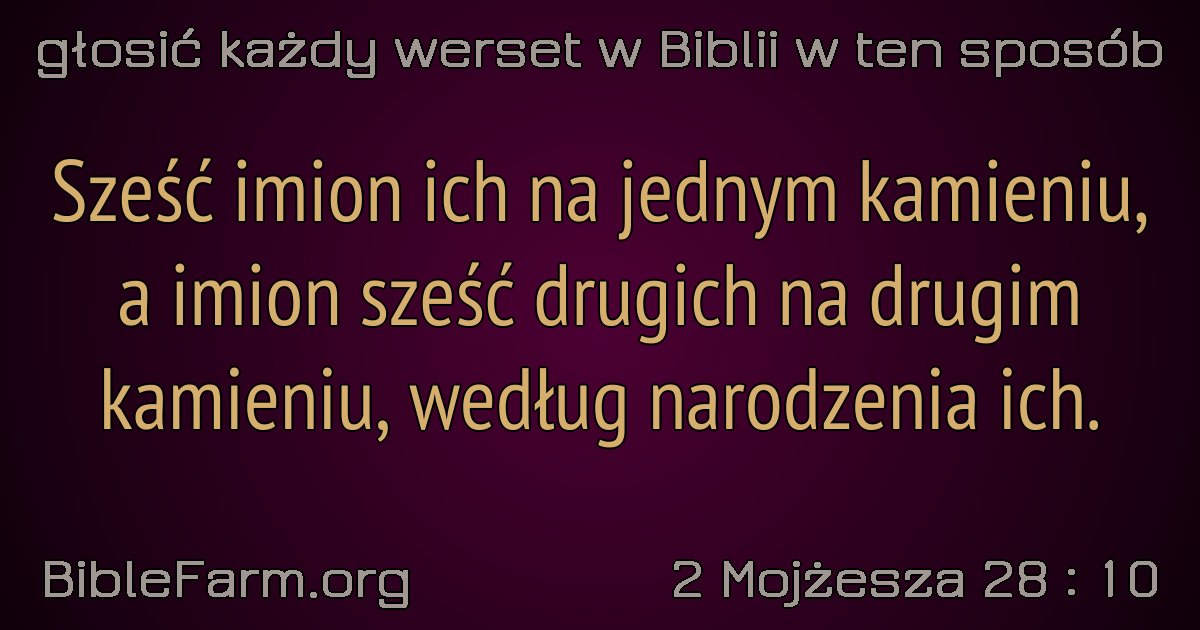 głosić każdy werset w Biblii w ten sposób
Sześć imion ich na jednym kamieniu,
a imion sześć drugich na drugim
kamieniu, według narodzenia ich.
BibleFarm.org
2 Mojżesza 28 : 10